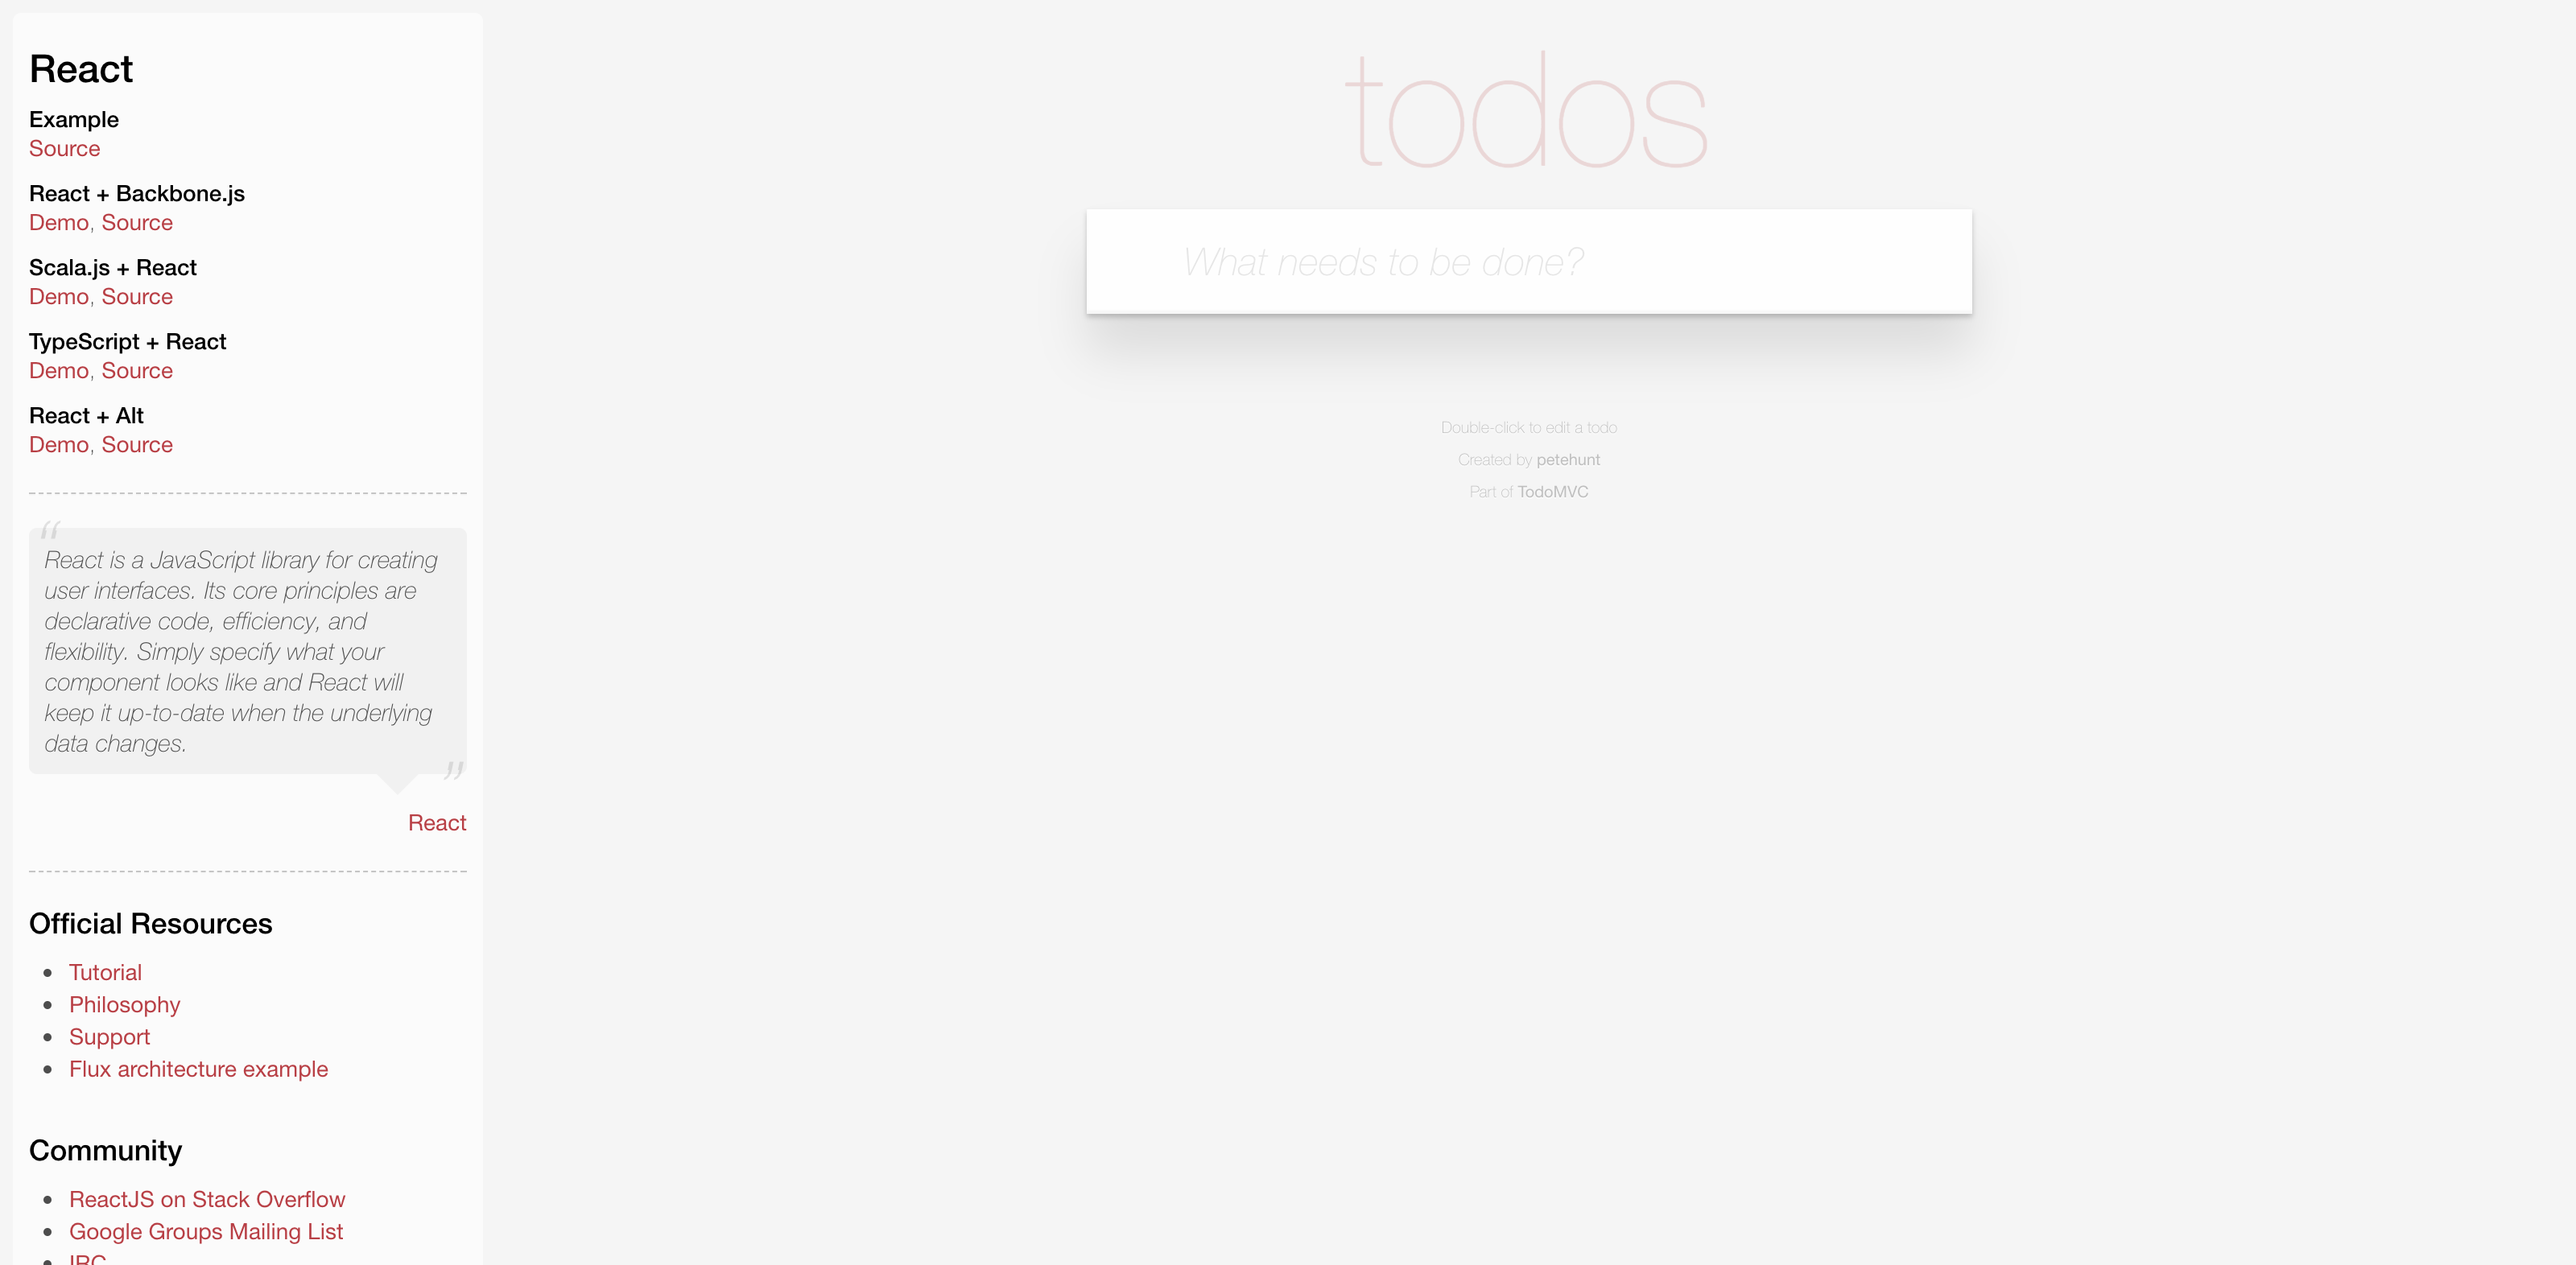 React
Example
Source
React + Backbone.js
Demo, Source
Scala.js + React
Demo, Source
TypeScript + React
Demo, Source
React + Alt
Demo, Source
“
React is a JavaScript library for creating
user interfaces. Its core principles are
declarative code, efficiency, and
flexibility. Simply specify what your
component looks like and React will
keep it up-to-date when the underlying
data changes.
”
React
Official Resources
• Tutorial
• Philosophy
• Support
• Flux architecture example
Community
• ReactJS on Stack Overflow
• Google Groups Mailing List
• IRC
todos
What needs to be done?
Double-click to edit a todo
Created by petehunt
Part of TodoMVC